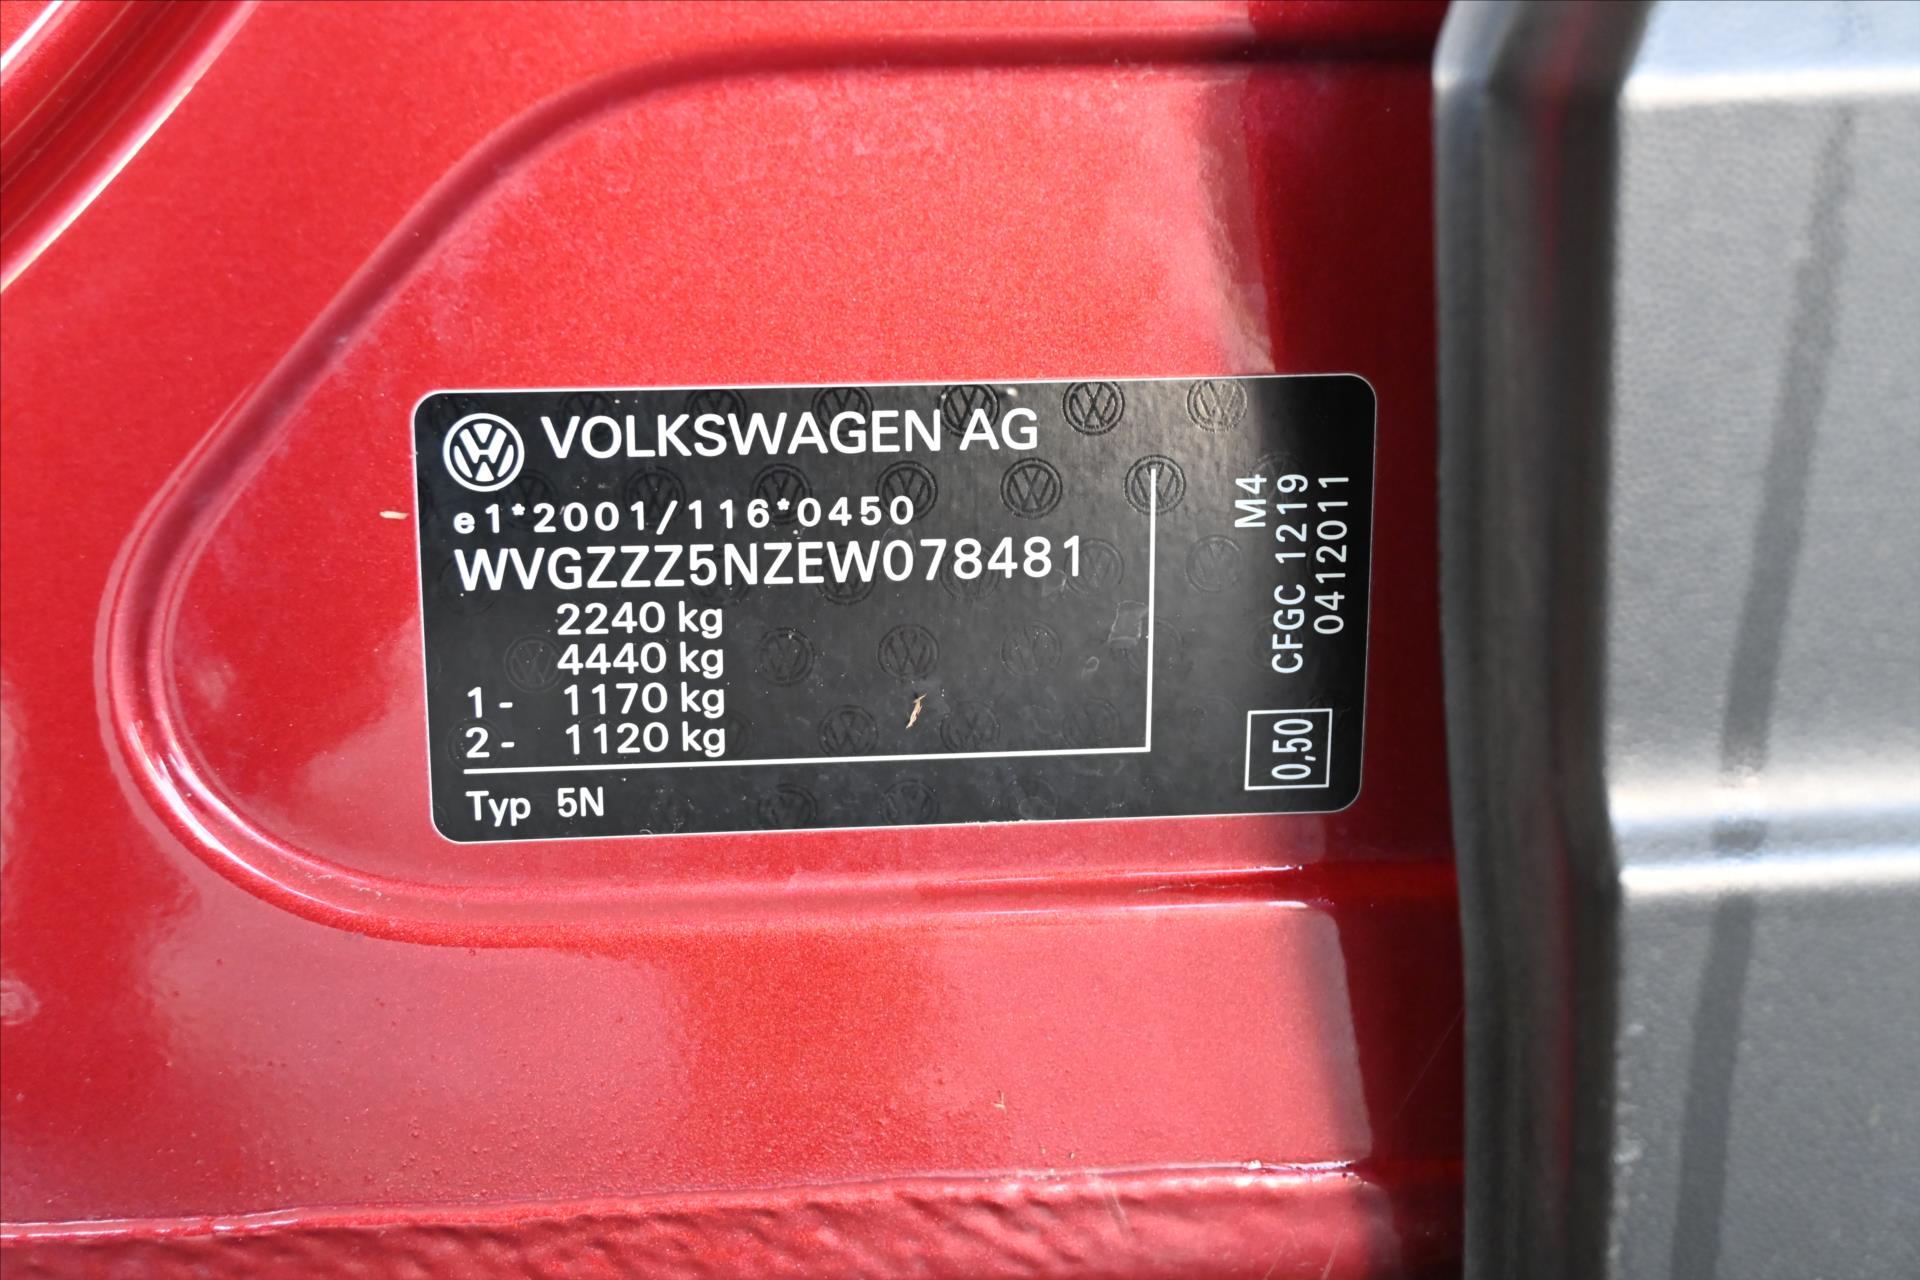 VOLKSWAGEN AG
e1*2001/116*0450
WVGZZZ5NZEW078481
2240 kg
4440 kg
1- 1170 kg
2- 1120 kg
Typ 5N
M4
CFGC 1219
0412011
0,50